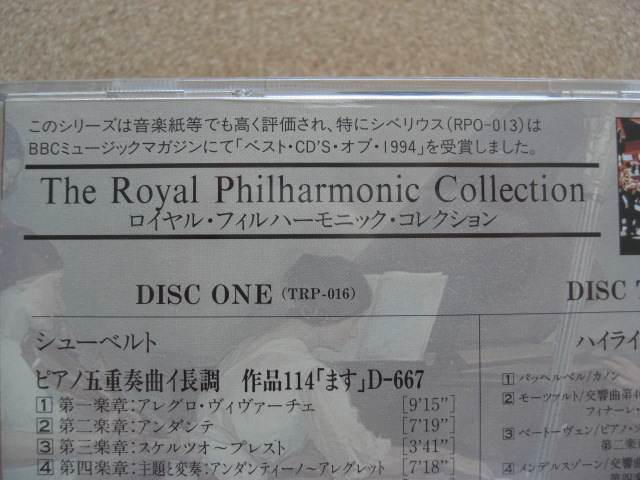 このシリーズは音楽紙等でも高く評価され、特にシベリウス(RPO-013)は
BBCミュージックマガジンにて「ベスト・CD'S・オブ・1994」を受賞しました。
The Royal Philharmonic Collection
ロイヤル・フィルハーモニック・コレクション
DISC ONE (TRP-016)
シューベルト
ピアノ五重奏曲イ長調 作品114「ます」D-667
1 第一楽章:アレグロ・ヴィヴァーチェ [9'15"]
2 第二楽章:アンダンテ [7'19"]
3 第三楽章:スケルツオ～プレスト [3'41"]
4 第四楽章:主題と変奏:アンダンティーノ～アレグレット [7'18"]
DISC
ハイライ
1 パッヘルベル/カノン
2 モーツァルト/交響曲第4
フィナーレ
3 ベートーヴェン/ピアノ・ソ
第二楽
4 メンデルスゾーン/交響